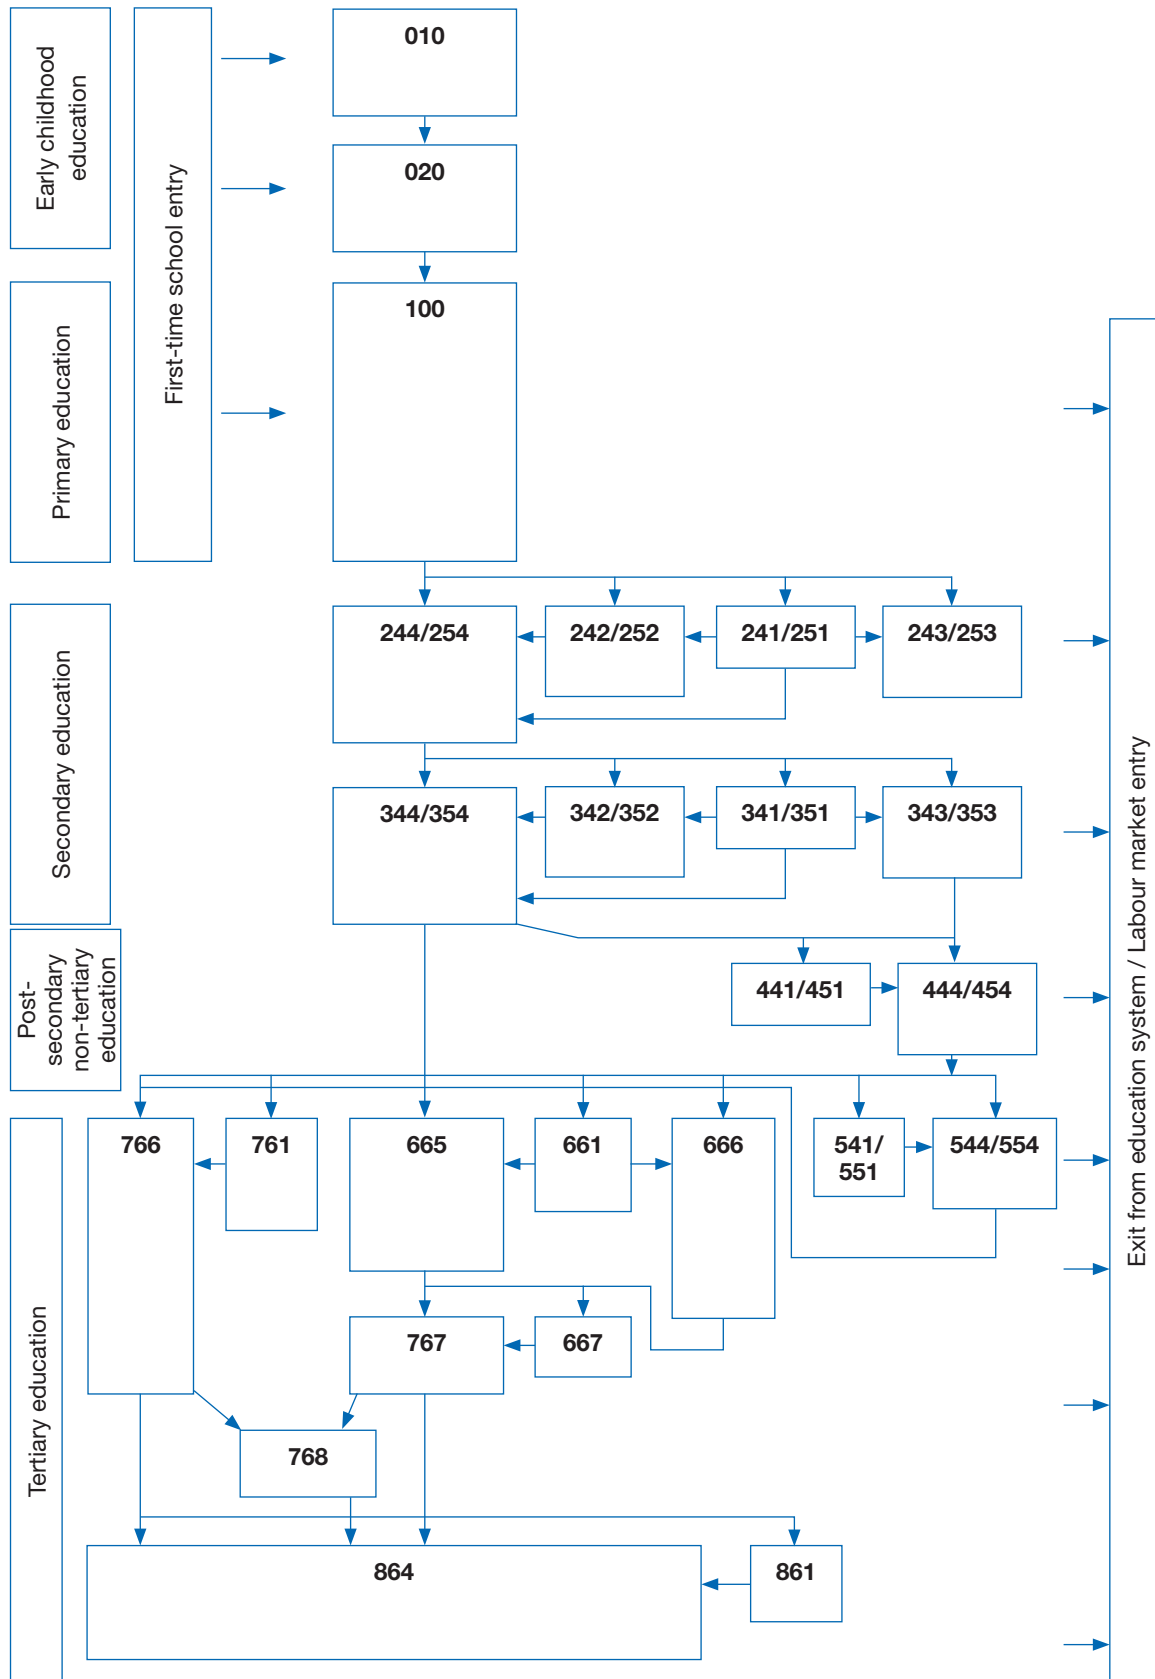 Early childhood
education
First-time school entry
010
020
Primary education
100
Exit from education system / Labour market entry
Secondary education
244/254
242/252
241/251
243/253
344/354
342/352
341/351
343/353
Post-
secondary
non-tertiary
education
441/451
444/454
Tertiary education
766
761
665
661
666
541/
551
544/554
767
667
768
864
861